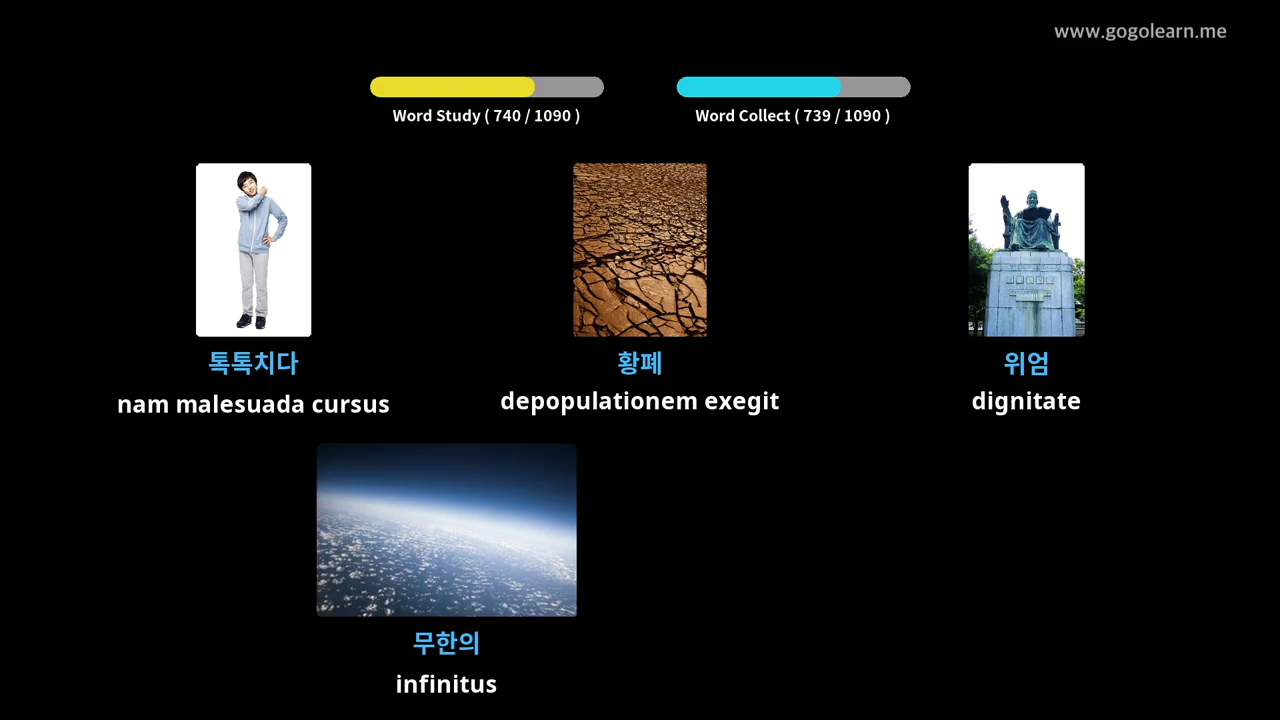 www.gogolearn.me
Word Study ( 740 / 1090 )
Word Collect ( 739 / 1090 )
톡톡치다
황폐
위엄
nam malesuada cursus
depopulationem exegit
dignitate
무한의
infinitus